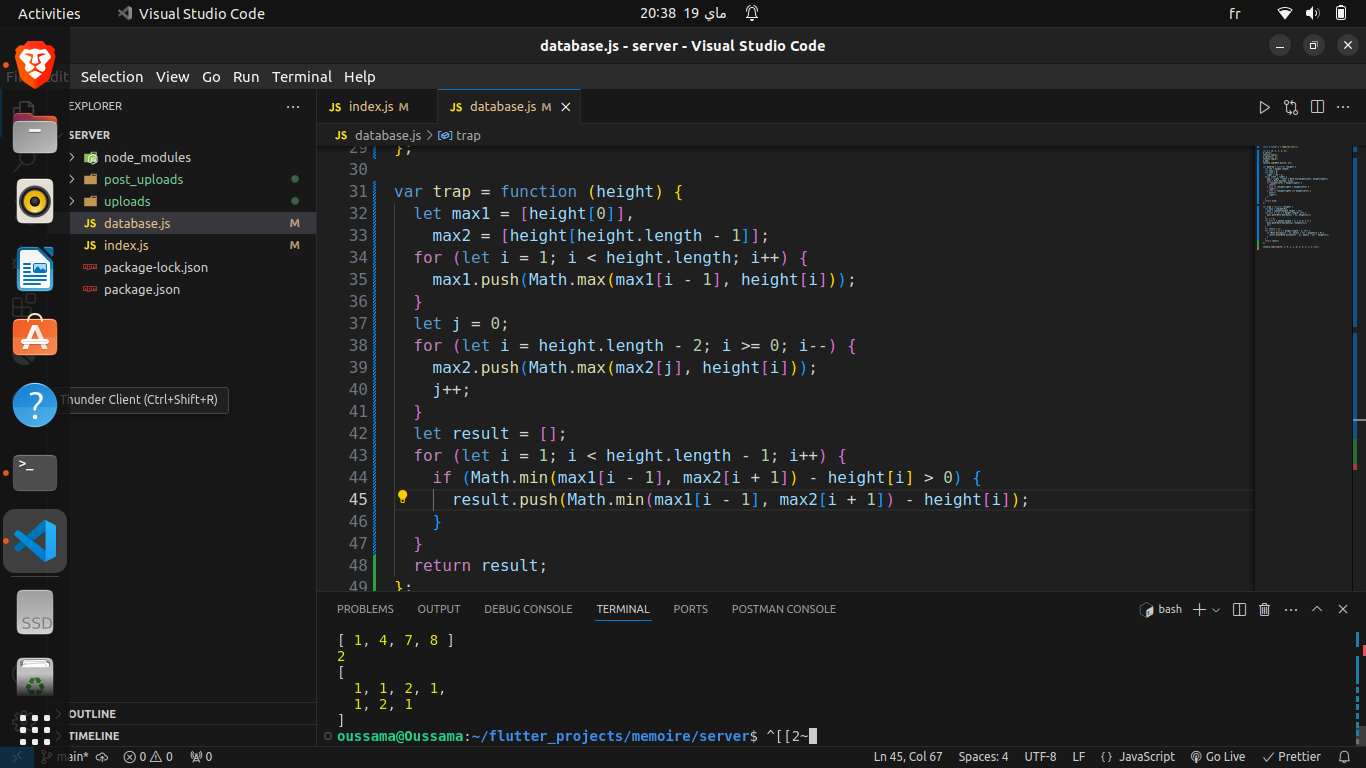 Activities
Visual Studio Code
20:38 19 ماي
fr
database.js - server - Visual Studio Code
File Edit Selection View Go Run Terminal Help
EXPLORER
SERVER
node_modules
post_uploads
uploads
JS database.js M
JS index.js M
package-lock.json
package.json
Thunder Client (Ctrl+Shift+R)
SSD
OUTLINE
TIMELINE
JS index.js M
JS database.js M
JS database.js > trap
29 };
30
31 var trap = function (height) {
32 let max1 = [height[0]],
33 max2 = [height[height.length - 1]];
34 for (let i = 1; i < height.length; i++) {
35 max1.push(Math.max(max1[i - 1], height[i]));
36 }
37 let j = 0;
38 for (let i = height.length - 2; i >= 0; i--) {
39 max2.push(Math.max(max2[j], height[i]));
40 j++;
41 }
42 let result = [];
43 for (let i = 1; i < height.length - 1; i++) {
44 if (Math.min(max1[i - 1], max2[i + 1]) - height[i] > 0) {
45 result.push(Math.min(max1[i - 1], max2[i + 1]) - height[i]);
46 }
47 }
48 return result;
49 };
PROBLEMS OUTPUT DEBUG CONSOLE TERMINAL PORTS POSTMAN CONSOLE
bash
[ 1, 4, 7, 8 ]
2
[
1, 1, 2, 1,
1, 2, 1
]
oussama@Oussama:~/flutter_projects/memoire/server$ ^[[2~
main* 0 0 0
Ln 45, Col 67 Spaces: 4 UTF-8 LF {} JavaScript Go Live Prettier